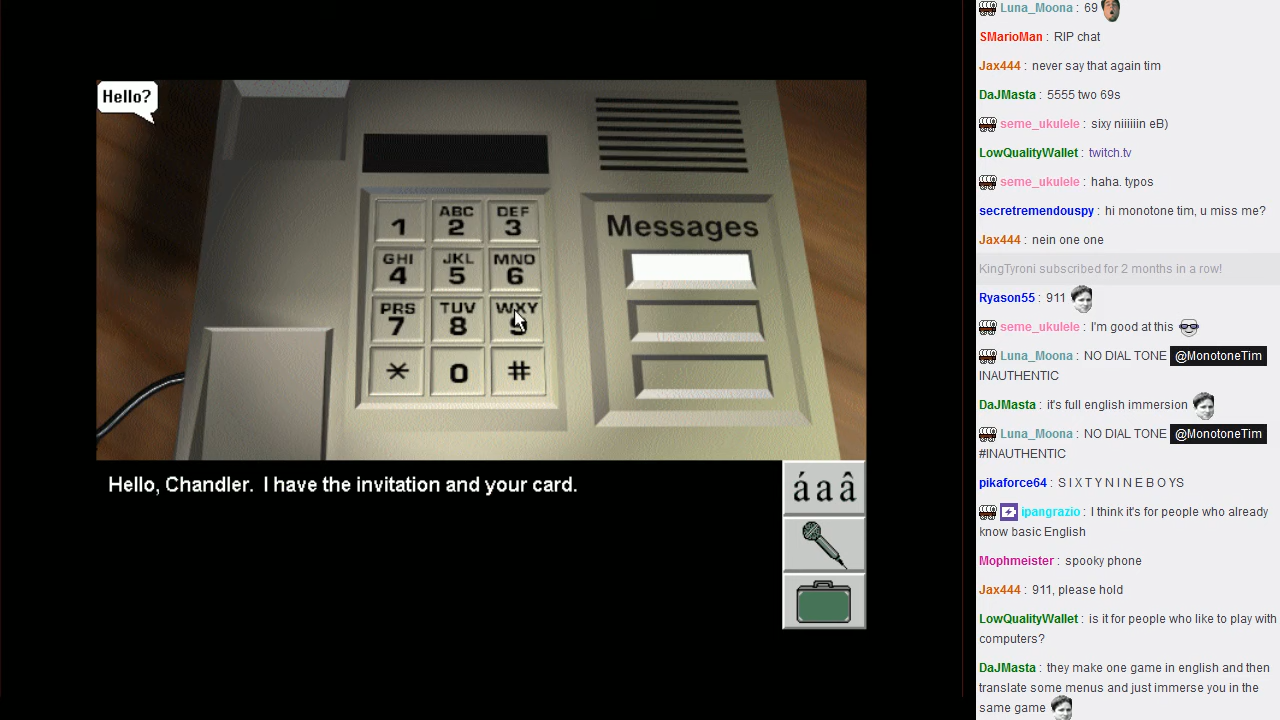 Hello?
1
ABC
2
DEF
3
GHI
4
JKL
5
MNO
6
PRS
7
TUV
8
WXY
9
*
0
#
Messages
Hello, Chandler.  I have the invitation and your card.
á a â
Luna_Moona : 69
SMarioMan : RIP chat
Jax444 : never say that again tim
DaJMasta : 5555 two 69s
seme_ukulele : sixy niiiiin eB)
LowQualityWallet : twitch.tv
seme_ukulele : haha. typos
secretremendouspy : hi monotone tim, u miss me?
Jax444 : nein one one
KingTyroni subscribed for 2 months in a row!
Ryason55 : 911
seme_ukulele : I'm good at this
Luna_Moona : NO DIAL TONE @MonotoneTim
INAUTHENTIC
DaJMasta : it's full english immersion
Luna_Moona : NO DIAL TONE @MonotoneTim
#INAUTHENTIC
pikaforce64 : S I X T Y N I N E B O Y S
ipangrazio : I think it's for people who already
know basic English
Mophmeister : spooky phone
Jax444 : 911, please hold
LowQualityWallet : is it for people who like to play with
computers?
DaJMasta : they make one game in english and then
translate some menus and just immerse you in the
same game